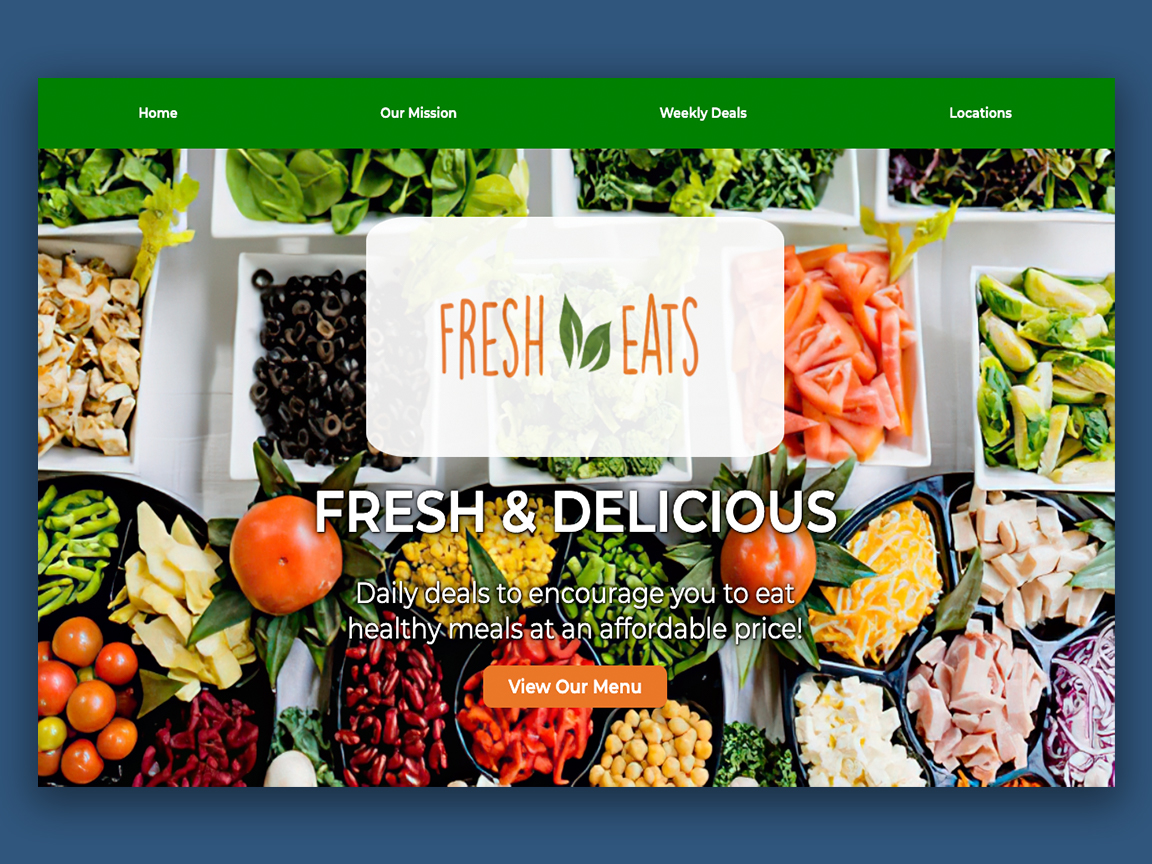 Home
Our Mission
Weekly Deals
Locations
FRESH EATS
FRESH & DELICIOUS
Daily deals to encourage you to eat
healthy meals at an affordable price!
View Our Menu